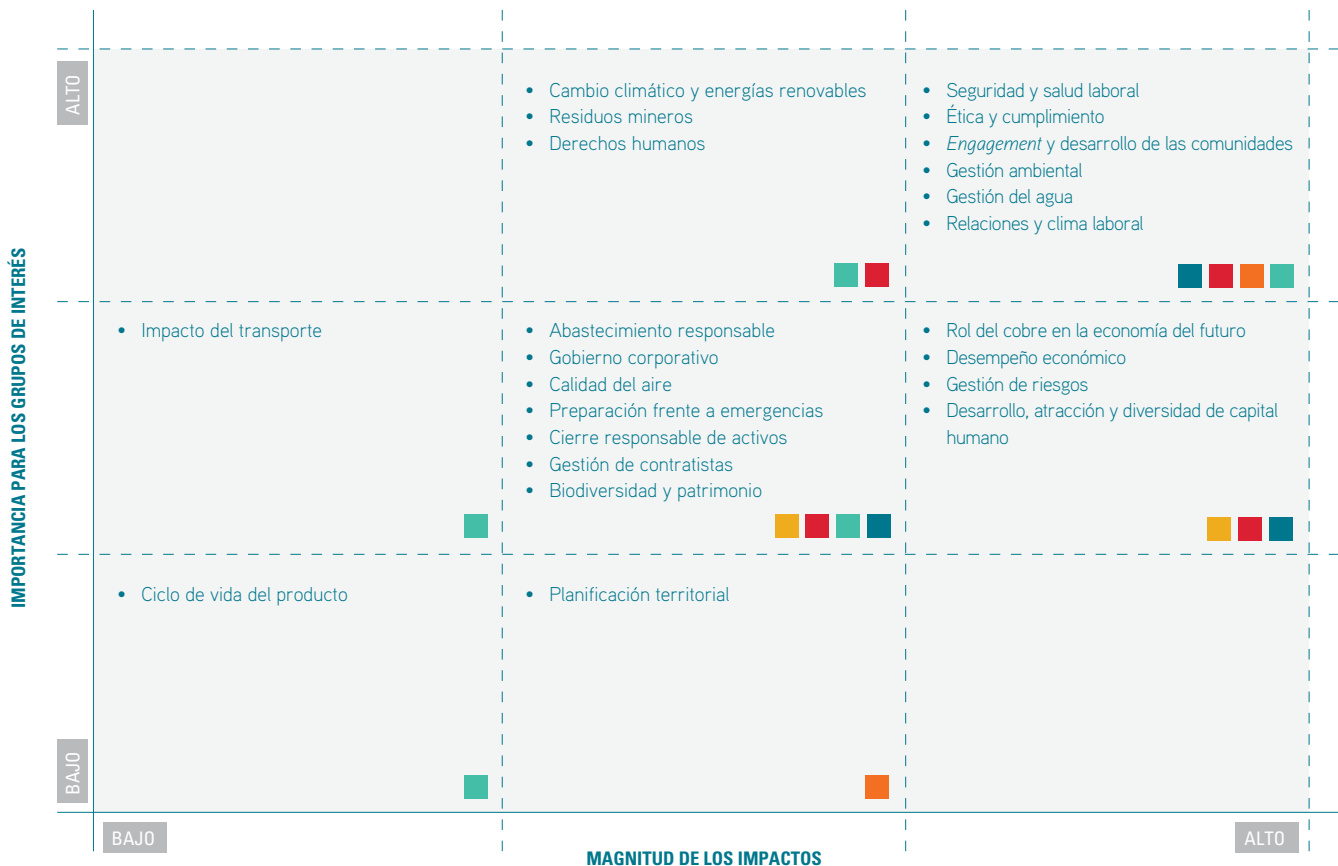 ALTO
• Cambio climático y energías renovables
• Residuos mineros
• Derechos humanos
• Seguridad y salud laboral
• Ética y cumplimiento
• Engagement y desarrollo de las comunidades
• Gestión ambiental
• Gestión del agua
• Relaciones y clima laboral
IMPORTANCIA PARA LOS GRUPOS DE INTERÉS
• Impacto del transporte
• Abastecimiento responsable
• Gobierno corporativo
• Calidad del aire
• Preparación frente a emergencias
• Cierre responsable de activos
• Gestión de contratistas
• Biodiversidad y patrimonio
• Rol del cobre en la economía del futuro
• Desempeño económico
• Gestión de riesgos
• Desarrollo, atracción y diversidad de capital
humano
• Ciclo de vida del producto
• Planificación territorial
BAJO
BAJO
ALTO
MAGNITUD DE LOS IMPACTOS